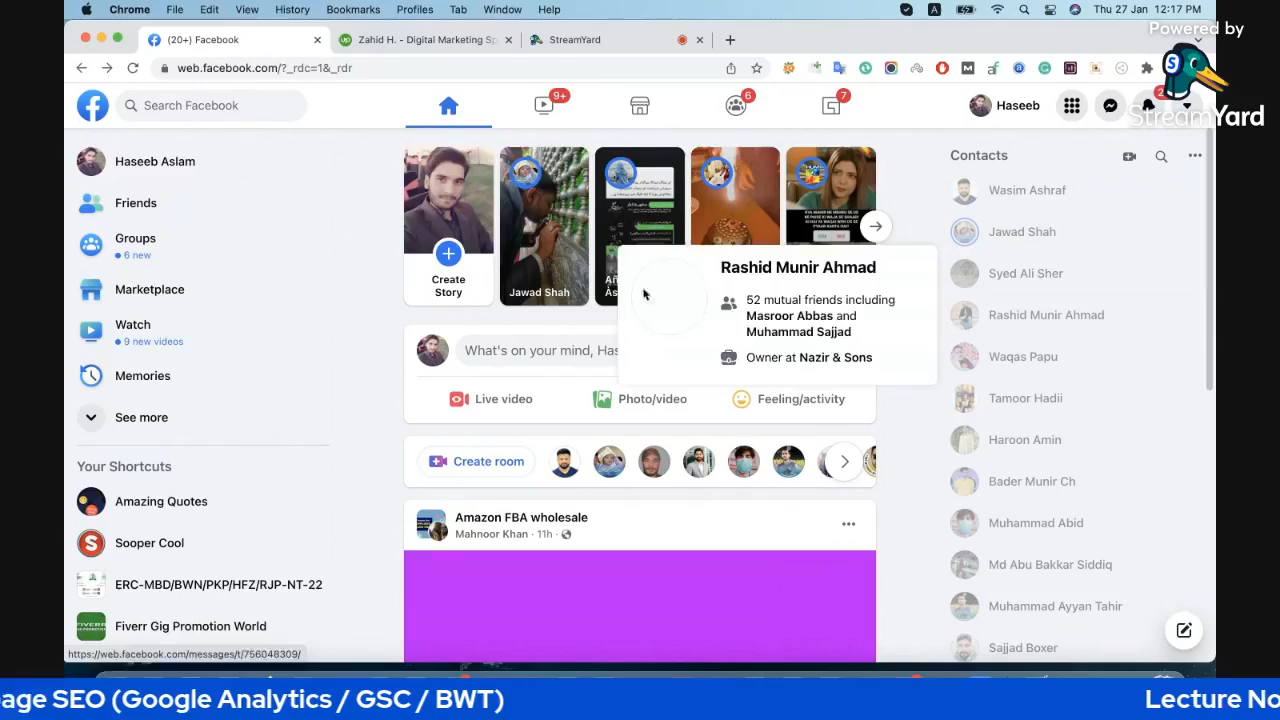 Chrome File Edit View History Bookmarks Profiles Tab Window Help
A
Thu 27 Jan 12:17 PM
Powered by
StreamYard
(20+) Facebook
Zahid H. - Digital Marketing Sp
StreamYard
web.facebook.com/?_rdc=1&_rdr
Search Facebook
9+
6
7
Haseeb
Haseeb Aslam
Friends
Groups
6 new
Marketplace
Watch
9 new videos
Memories
See more
Your Shortcuts
Amazing Quotes
Sooper Cool
ERC-MBD/BWN/PKP/HFZ/RJP-NT-22
Fiverr Gig Promotion World
https://web.facebook.com/messages/t/756048309/
Create
Story
Jawad Shah
Rashid Munir Ahmad
52 mutual friends including
Masroor Abbas and
Muhammad Sajjad
Owner at Nazir & Sons
What's on your mind, Has
Live video
Photo/video
Feeling/activity
Create room
Amazon FBA wholesale
Mahnoor Khan · 11h ·
Contacts
Wasim Ashraf
Jawad Shah
Syed Ali Sher
Rashid Munir Ahmad
Waqas Papu
Tamoor Hadii
Haroon Amin
Bader Munir Ch
Muhammad Abid
Md Abu Bakkar Siddiq
Muhammad Ayyan Tahir
Sajjad Boxer
page SEO (Google Analytics / GSC / BWT)
Lecture No